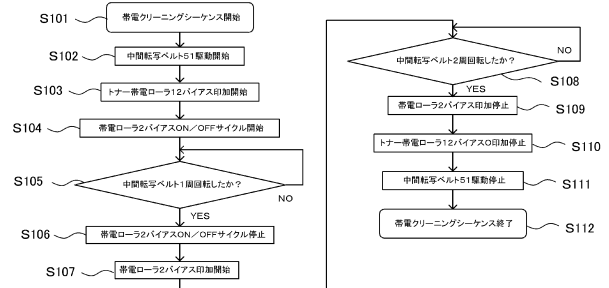 S101 帯電クリーニングシーケンス開始
S102 中間転写ベルト51駆動開始
S103 トナー帯電ローラ12バイアス印加開始
S104 帯電ローラ2バイアスON/OFFサイクル開始
S105 中間転写ベルト1周回転したか？
NO
YES
S106 帯電ローラ2バイアスON/OFFサイクル停止
S107 帯電ローラ2バイアス印加開始
NO
中間転写ベルト2周回転したか？
S108
YES
帯電ローラ2バイアス印加停止 S109
トナー帯電ローラ12バイアスO印加停止 S110
中間転写ベルト51駆動停止 S111
帯電クリーニングシーケンス終了 S112